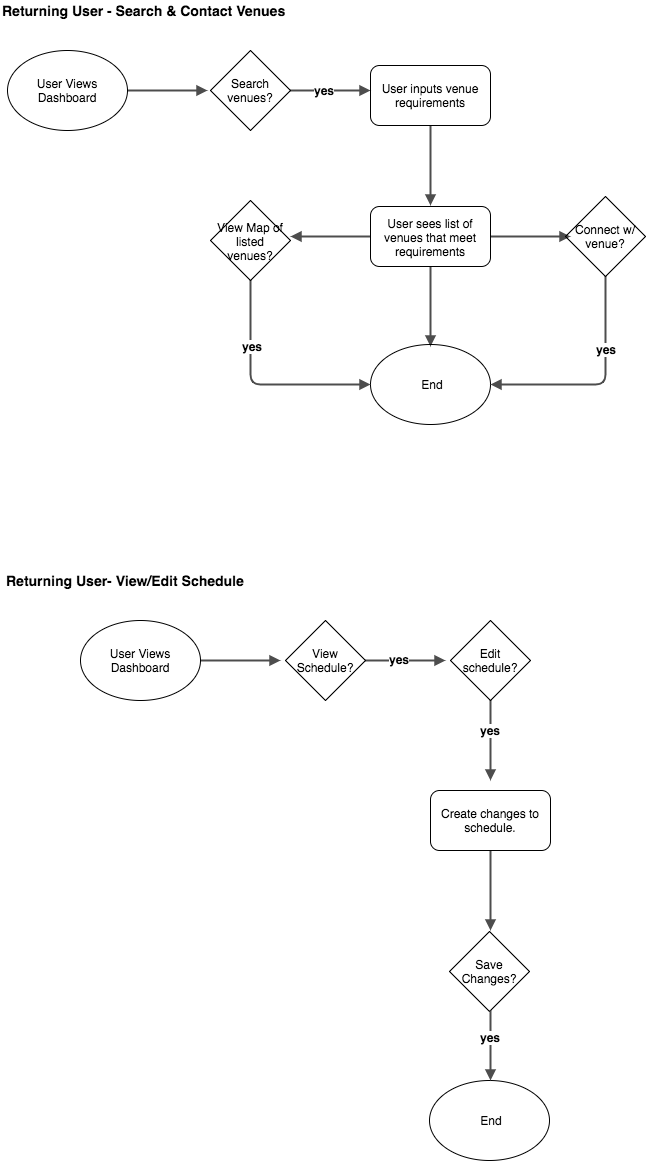 Returning User - Search & Contact Venues
User Views
Dashboard
Search
venues?
yes
User inputs venue
requirements
View Map of
listed
venues?
User sees list of
venues that meet
requirements
Connect w/
venue?
yes
yes
End
Returning User- View/Edit Schedule
User Views
Dashboard
View
Schedule?
yes
Edit
schedule?
yes
Create changes to
schedule.
Save
Changes?
yes
End